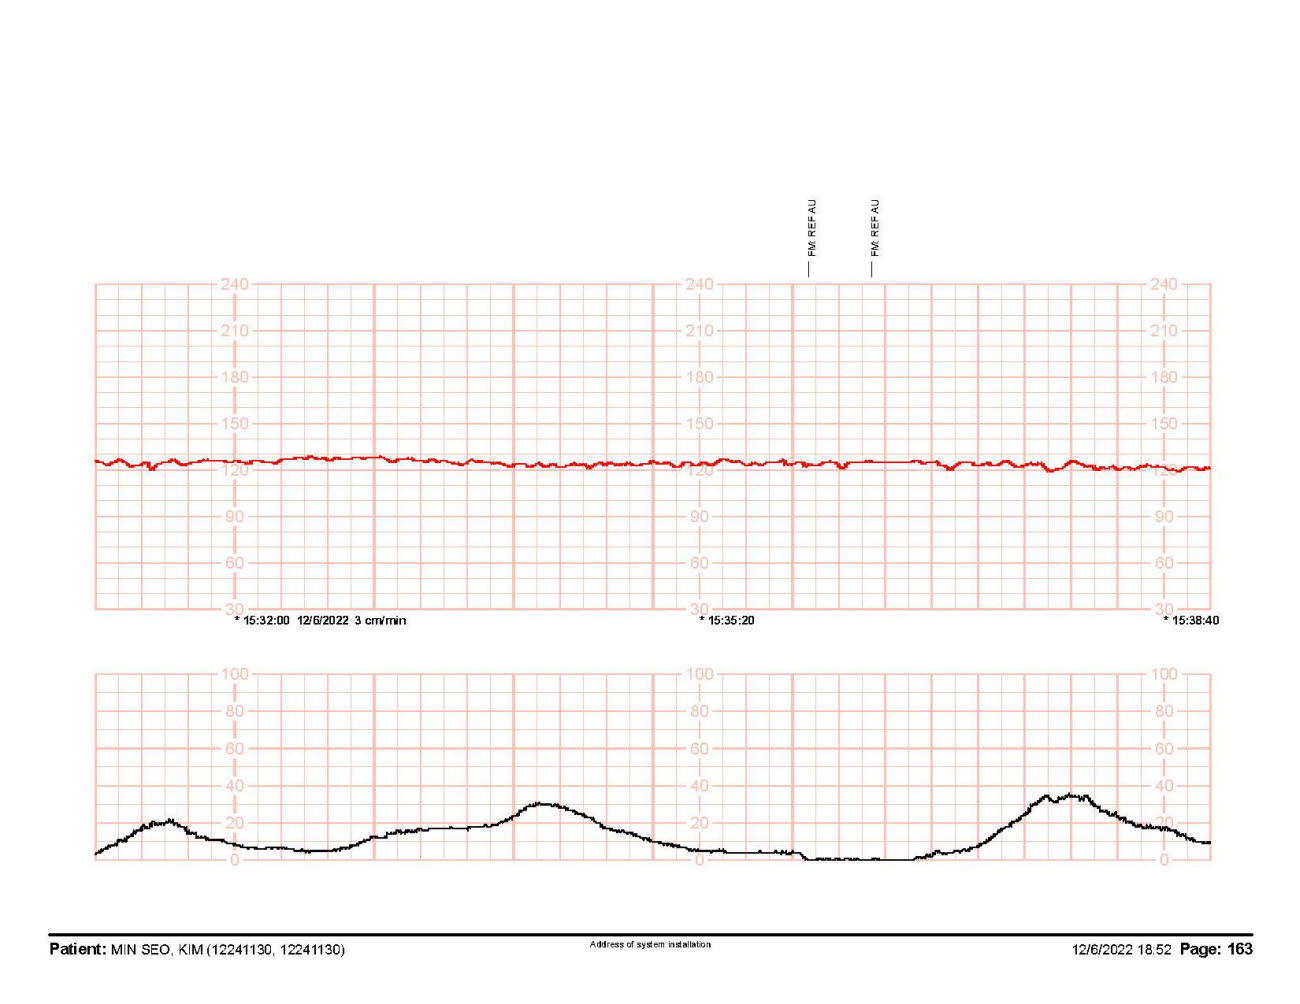 FM: REF AU
FM: REF AU
240 240 240
210 210 210
180 180 180
150 150 150
120 120 120
90 90 90
60 60 60
30 30 30
* 15:32:00 12/6/2022 3 cm/min * 15:35:20 * 15:38:40
100 100 100
80 80 80
60 60 60
40 40 40
20 20 20
0 0 0
Patient: MIN SEO, KIM (12241130, 12241130) Address of system installation 12/6/2022 18:52 Page: 163